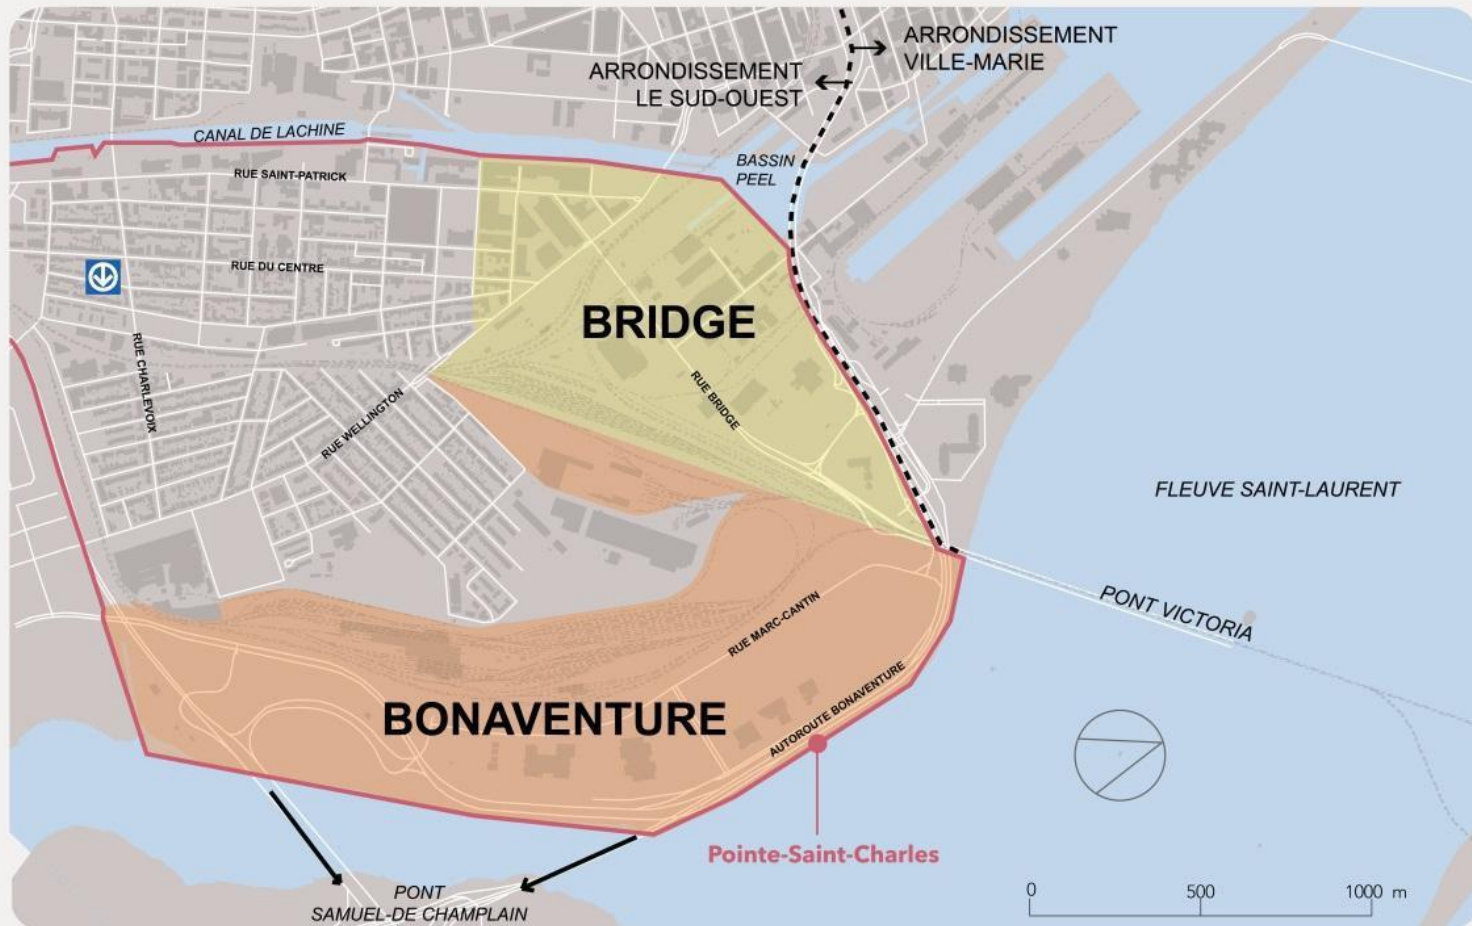 ARRONDISSEMENT
VILLE-MARIE
ARRONDISSEMENT
LE SUD-OUEST
CANAL DE LACHINE
BASSIN
PEEL
RUE SAINT-PATRICK
RUE DU CENTRE
BRIDGE
RUE CHARLEVOIX
RUE WELLINGTON
RUE BRIDGE
FLEUVE SAINT-LAURENT
PONT VICTORIA
RUE MARC-CANTIN
BONAVENTURE
AUTOROUTE BONAVENTURE
Pointe-Saint-Charles
PONT
SAMUEL-DE CHAMPLAIN
0 500 1000 m